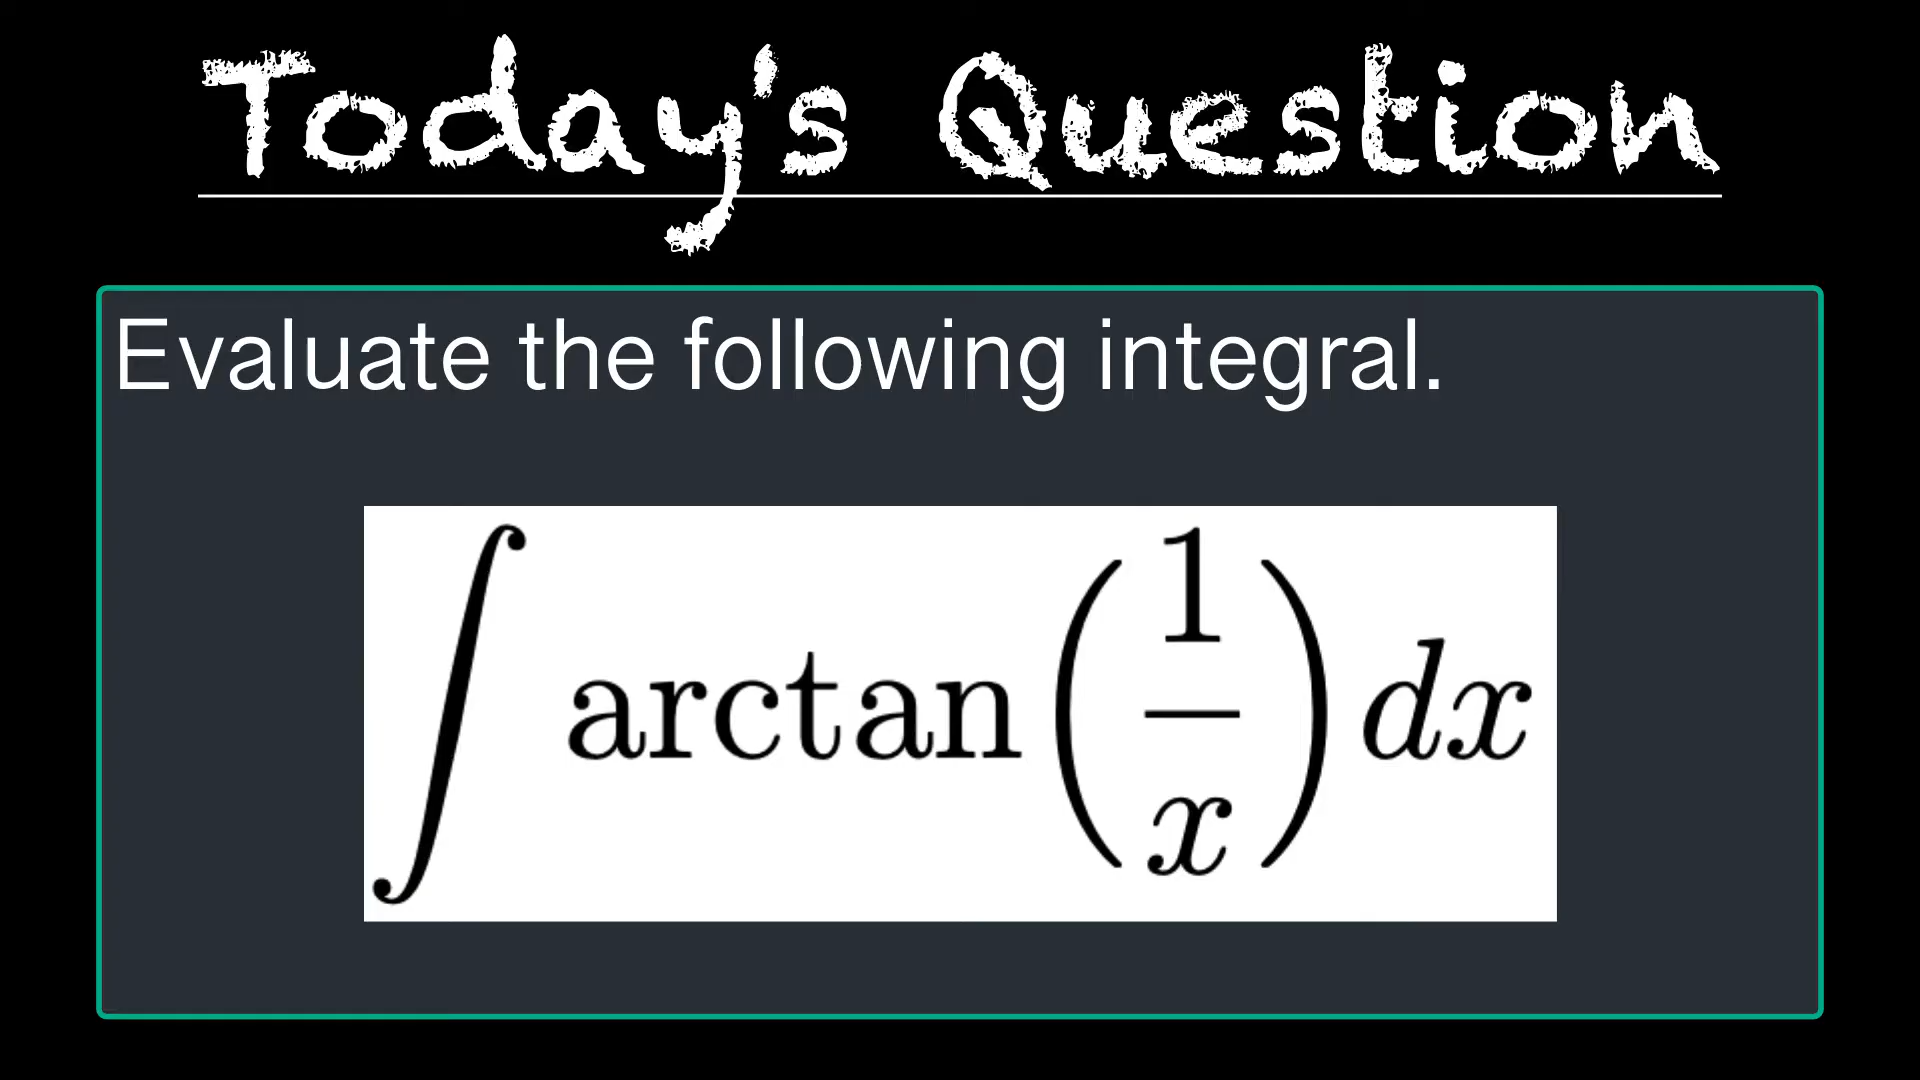 Today's Question
Evaluate the following integral.
∫ arctan(1/x) dx